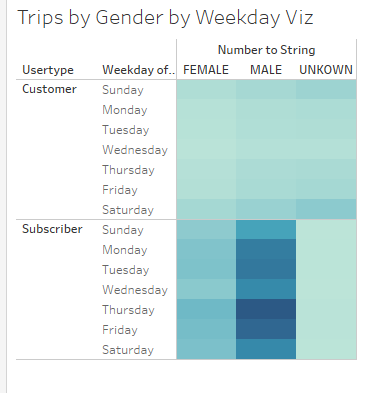 Trips by Gender by Weekday Viz
Number to String
Usertype Weekday of.. FEMALE MALE UNKOWN
Customer Sunday
Monday
Tuesday
Wednesday
Thursday
Friday
Saturday
Subscriber Sunday
Monday
Tuesday
Wednesday
Thursday
Friday
Saturday